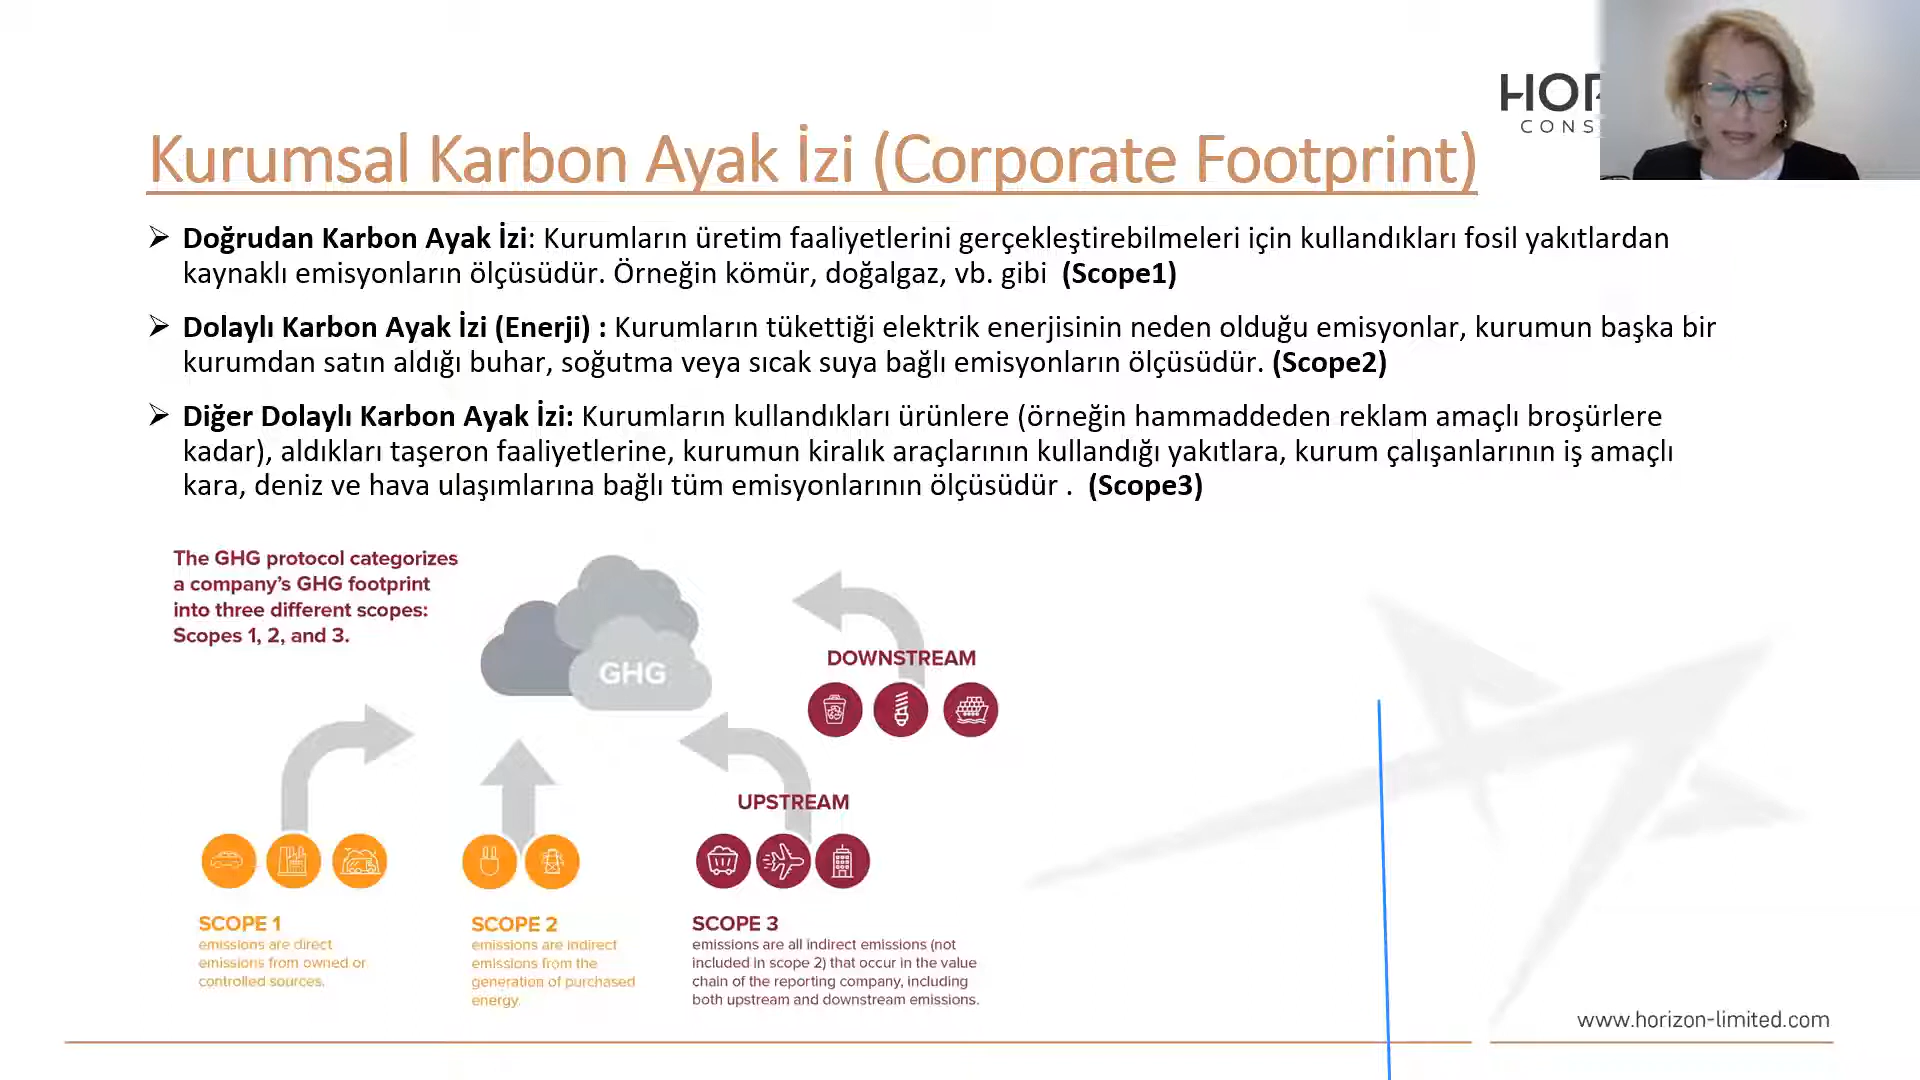 HOR
CONS
Kurumsal Karbon Ayak İzi (Corporate Footprint)
➢ Doğrudan Karbon Ayak İzi: Kurumların üretim faaliyetlerini gerçekleştirebilmeleri için kullandıkları fosil yakıtlardan
kaynaklı emisyonların ölçüsüdür. Örneğin kömür, doğalgaz, vb. gibi (Scope1)
➢ Dolaylı Karbon Ayak İzi (Enerji) : Kurumların tükettiği elektrik enerjisinin neden olduğu emisyonlar, kurumun başka bir
kurumdan satın aldığı buhar, soğutma veya sıcak suya bağlı emisyonların ölçüsüdür. (Scope2)
➢ Diğer Dolaylı Karbon Ayak İzi: Kurumların kullandıkları ürünlere (örneğin hammaddeden reklam amaçlı broşürlere
kadar), aldıkları taşeron faaliyetlerine, kurumun kiralık araçlarının kullandığı yakıtlara, kurum çalışanlarının iş amaçlı
kara, deniz ve hava ulaşımlarına bağlı tüm emisyonlarının ölçüsüdür . (Scope3)
The GHG protocol categorizes
a company's GHG footprint
into three different scopes:
Scopes 1, 2, and 3.
GHG
DOWNSTREAM
UPSTREAM
SCOPE 1
emissions are direct
emissions from owned or
controlled sources.
SCOPE 2
emissions are indirect
emissions from the
generation of purchased
energy.
SCOPE 3
emissions are all indirect emissions (not
included in scope 2) that occur in the value
chain of the reporting company, including
both upstream and downstream emissions.
www.horizon-limited.com